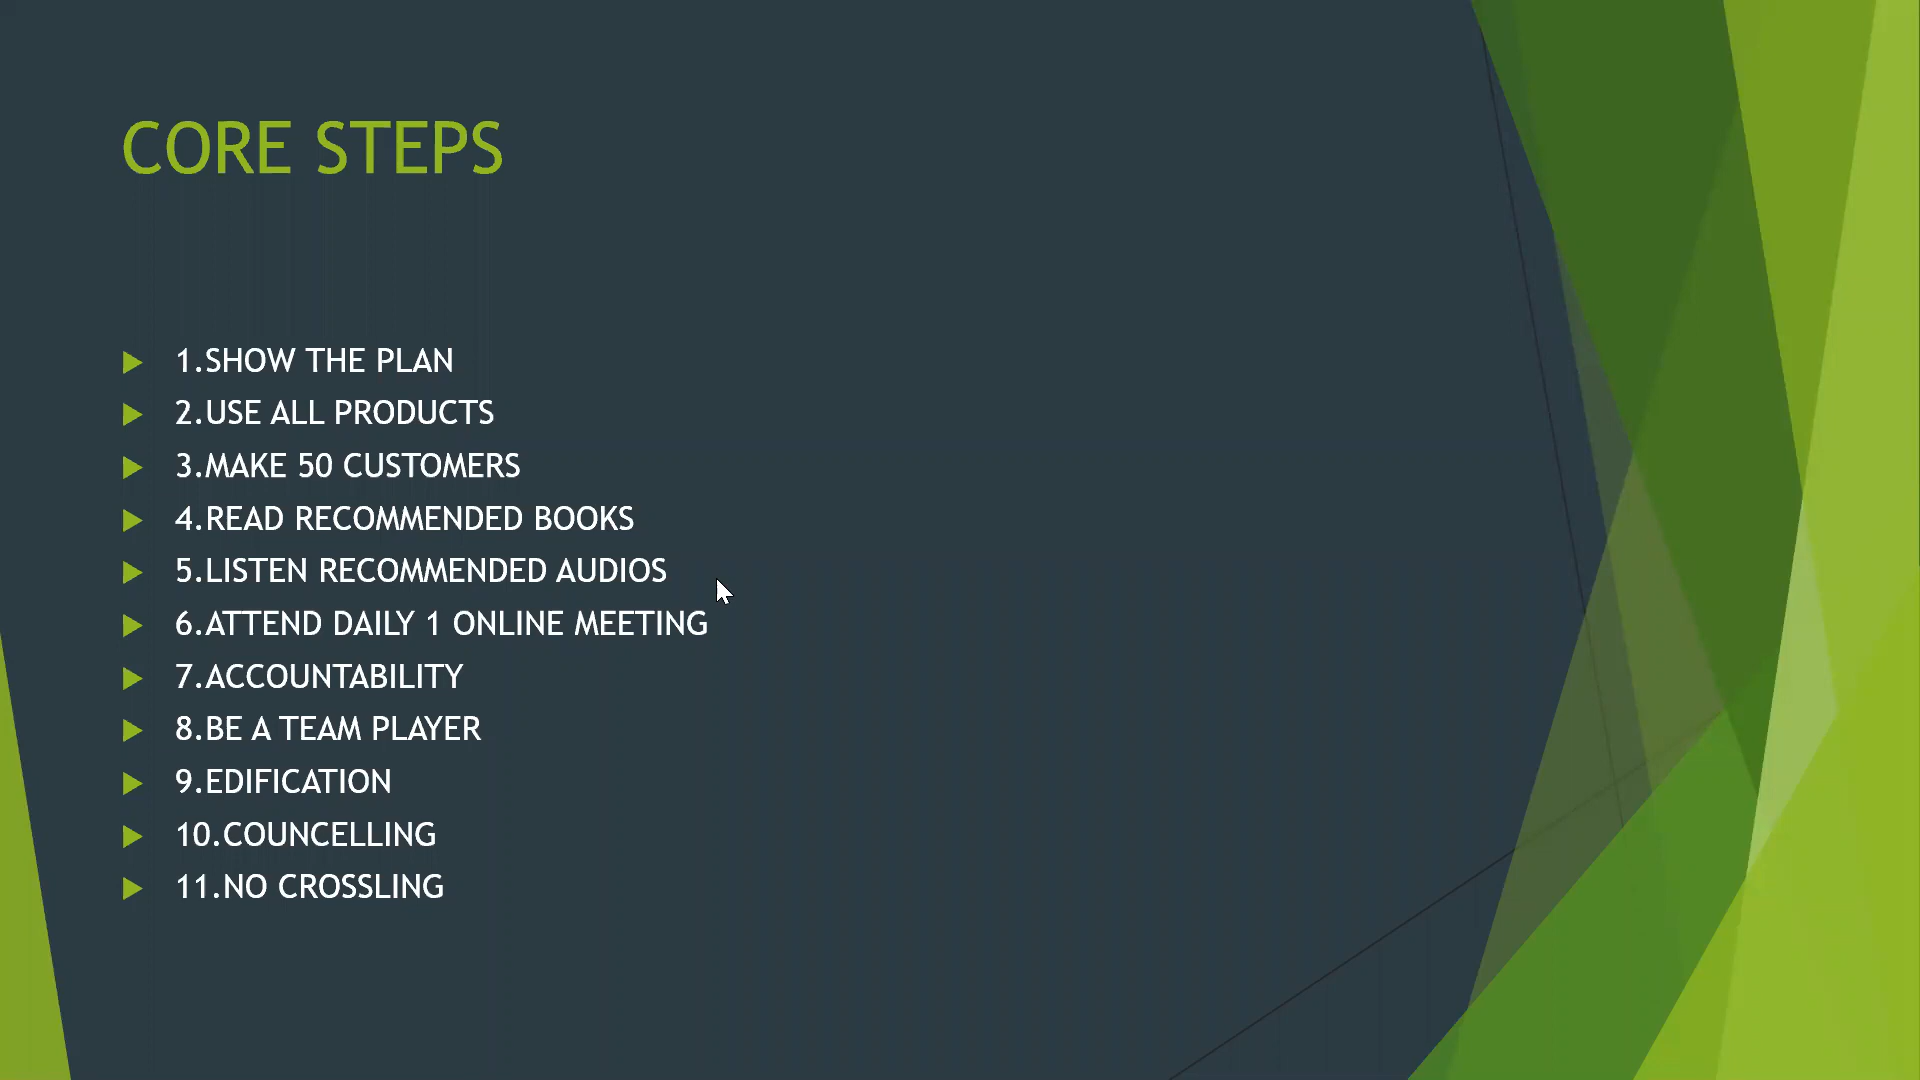 CORE STEPS
1.SHOW THE PLAN
2.USE ALL PRODUCTS
3.MAKE 50 CUSTOMERS
4.READ RECOMMENDED BOOKS
5.LISTEN RECOMMENDED AUDIOS
6.ATTEND DAILY 1 ONLINE MEETING
7.ACCOUNTABILITY
8.BE A TEAM PLAYER
9.EDIFICATION
10.COUNCELLING
11.NO CROSSLING